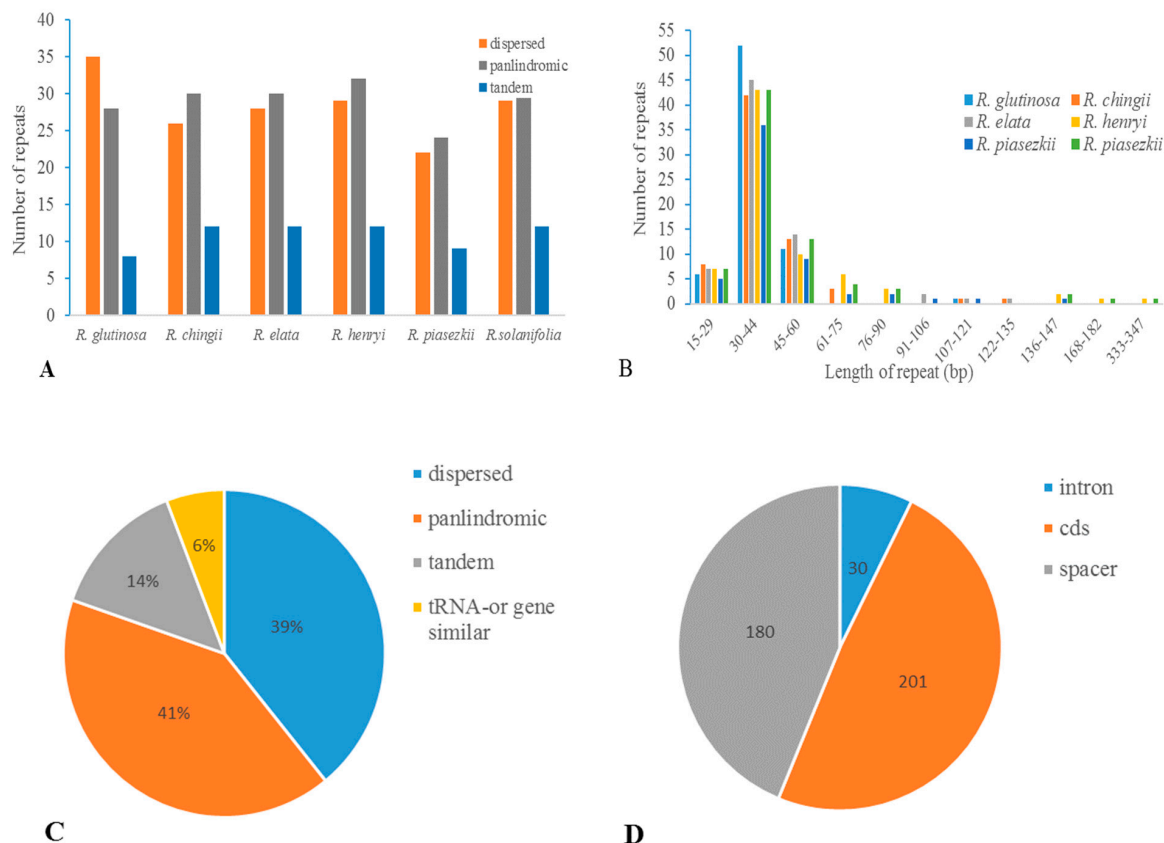 40
35
30
25
20
15
10
5
0
Number of repeats
dispersed
panlindromic
tandem
R. glutinosa
R. chingii
R. elata
R. henryi
R. piasezkii
R.solanifolia
A
55
50
45
40
35
30
25
20
15
10
5
0
Number of repeats
R. glutinosa R. chingii
R. elata R. henryi
R. piasezkii R. piasezkii
15-29
30-44
45-60
61-75
76-90
91-106
107-121
122-135
136-147
168-182
333-347
Length of repeat (bp)
B
6%
14%
39%
41%
dispersed
panlindromic
tandem
tRNA-or gene
similar
C
30
180
201
intron
cds
spacer
D